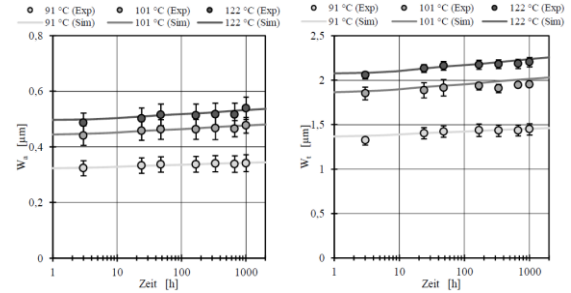 91 °C (Exp) 101 °C (Exp) 122 °C (Exp)
91 °C (Sim) 101 °C (Sim) 122 °C (Sim)
0,8
0,6
0,4
0,2
0
Wa [µm]
1 10 100 1000
Zeit [h]
91 °C (Exp) 101 °C (Exp) 122 °C (Exp)
91 °C (Sim) 101 °C (Sim) 122 °C (Sim)
2,5
2
1,5
1
0,5
0
Wt [µm]
1 10 100 1000
Zeit [h]